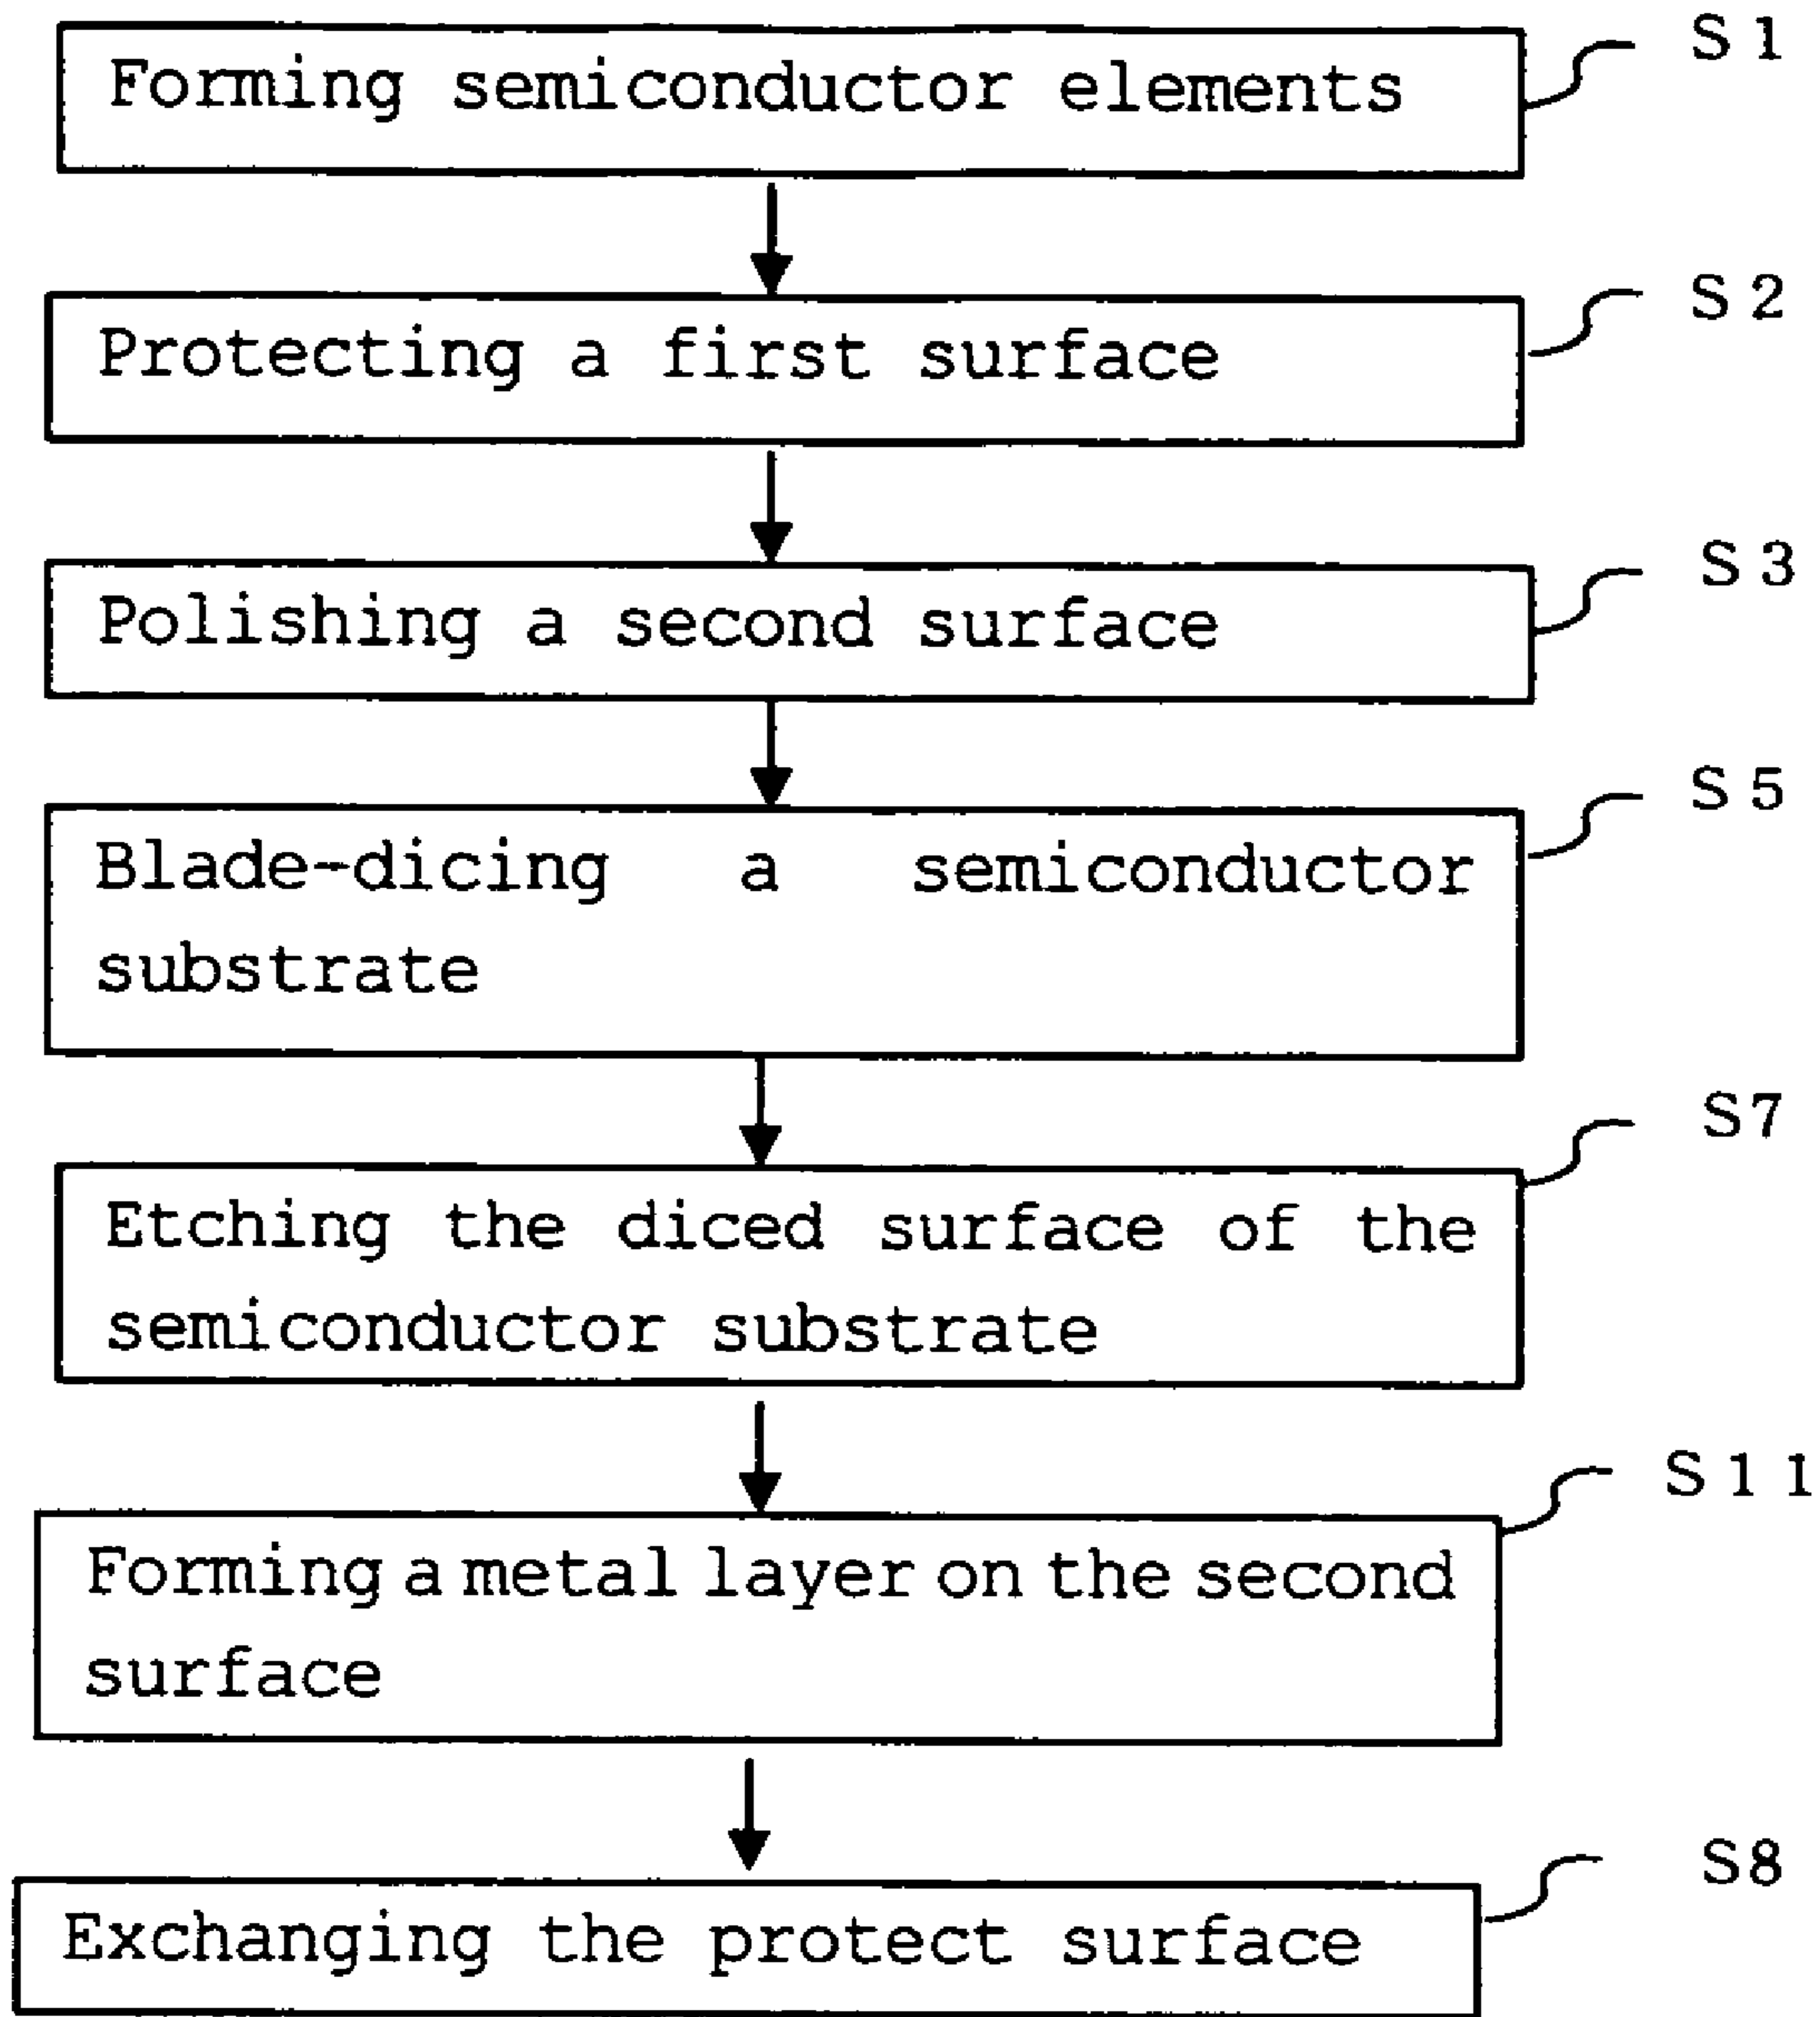 Forming semiconductor elements
S1
Protecting a first surface
S2
Polishing a second surface
S3
Blade-dicing a semiconductor
substrate
S5
Etching the diced surface of the
semiconductor substrate
S7
Forming a metal layer on the second
surface
S11
Exchanging the protect surface
S8